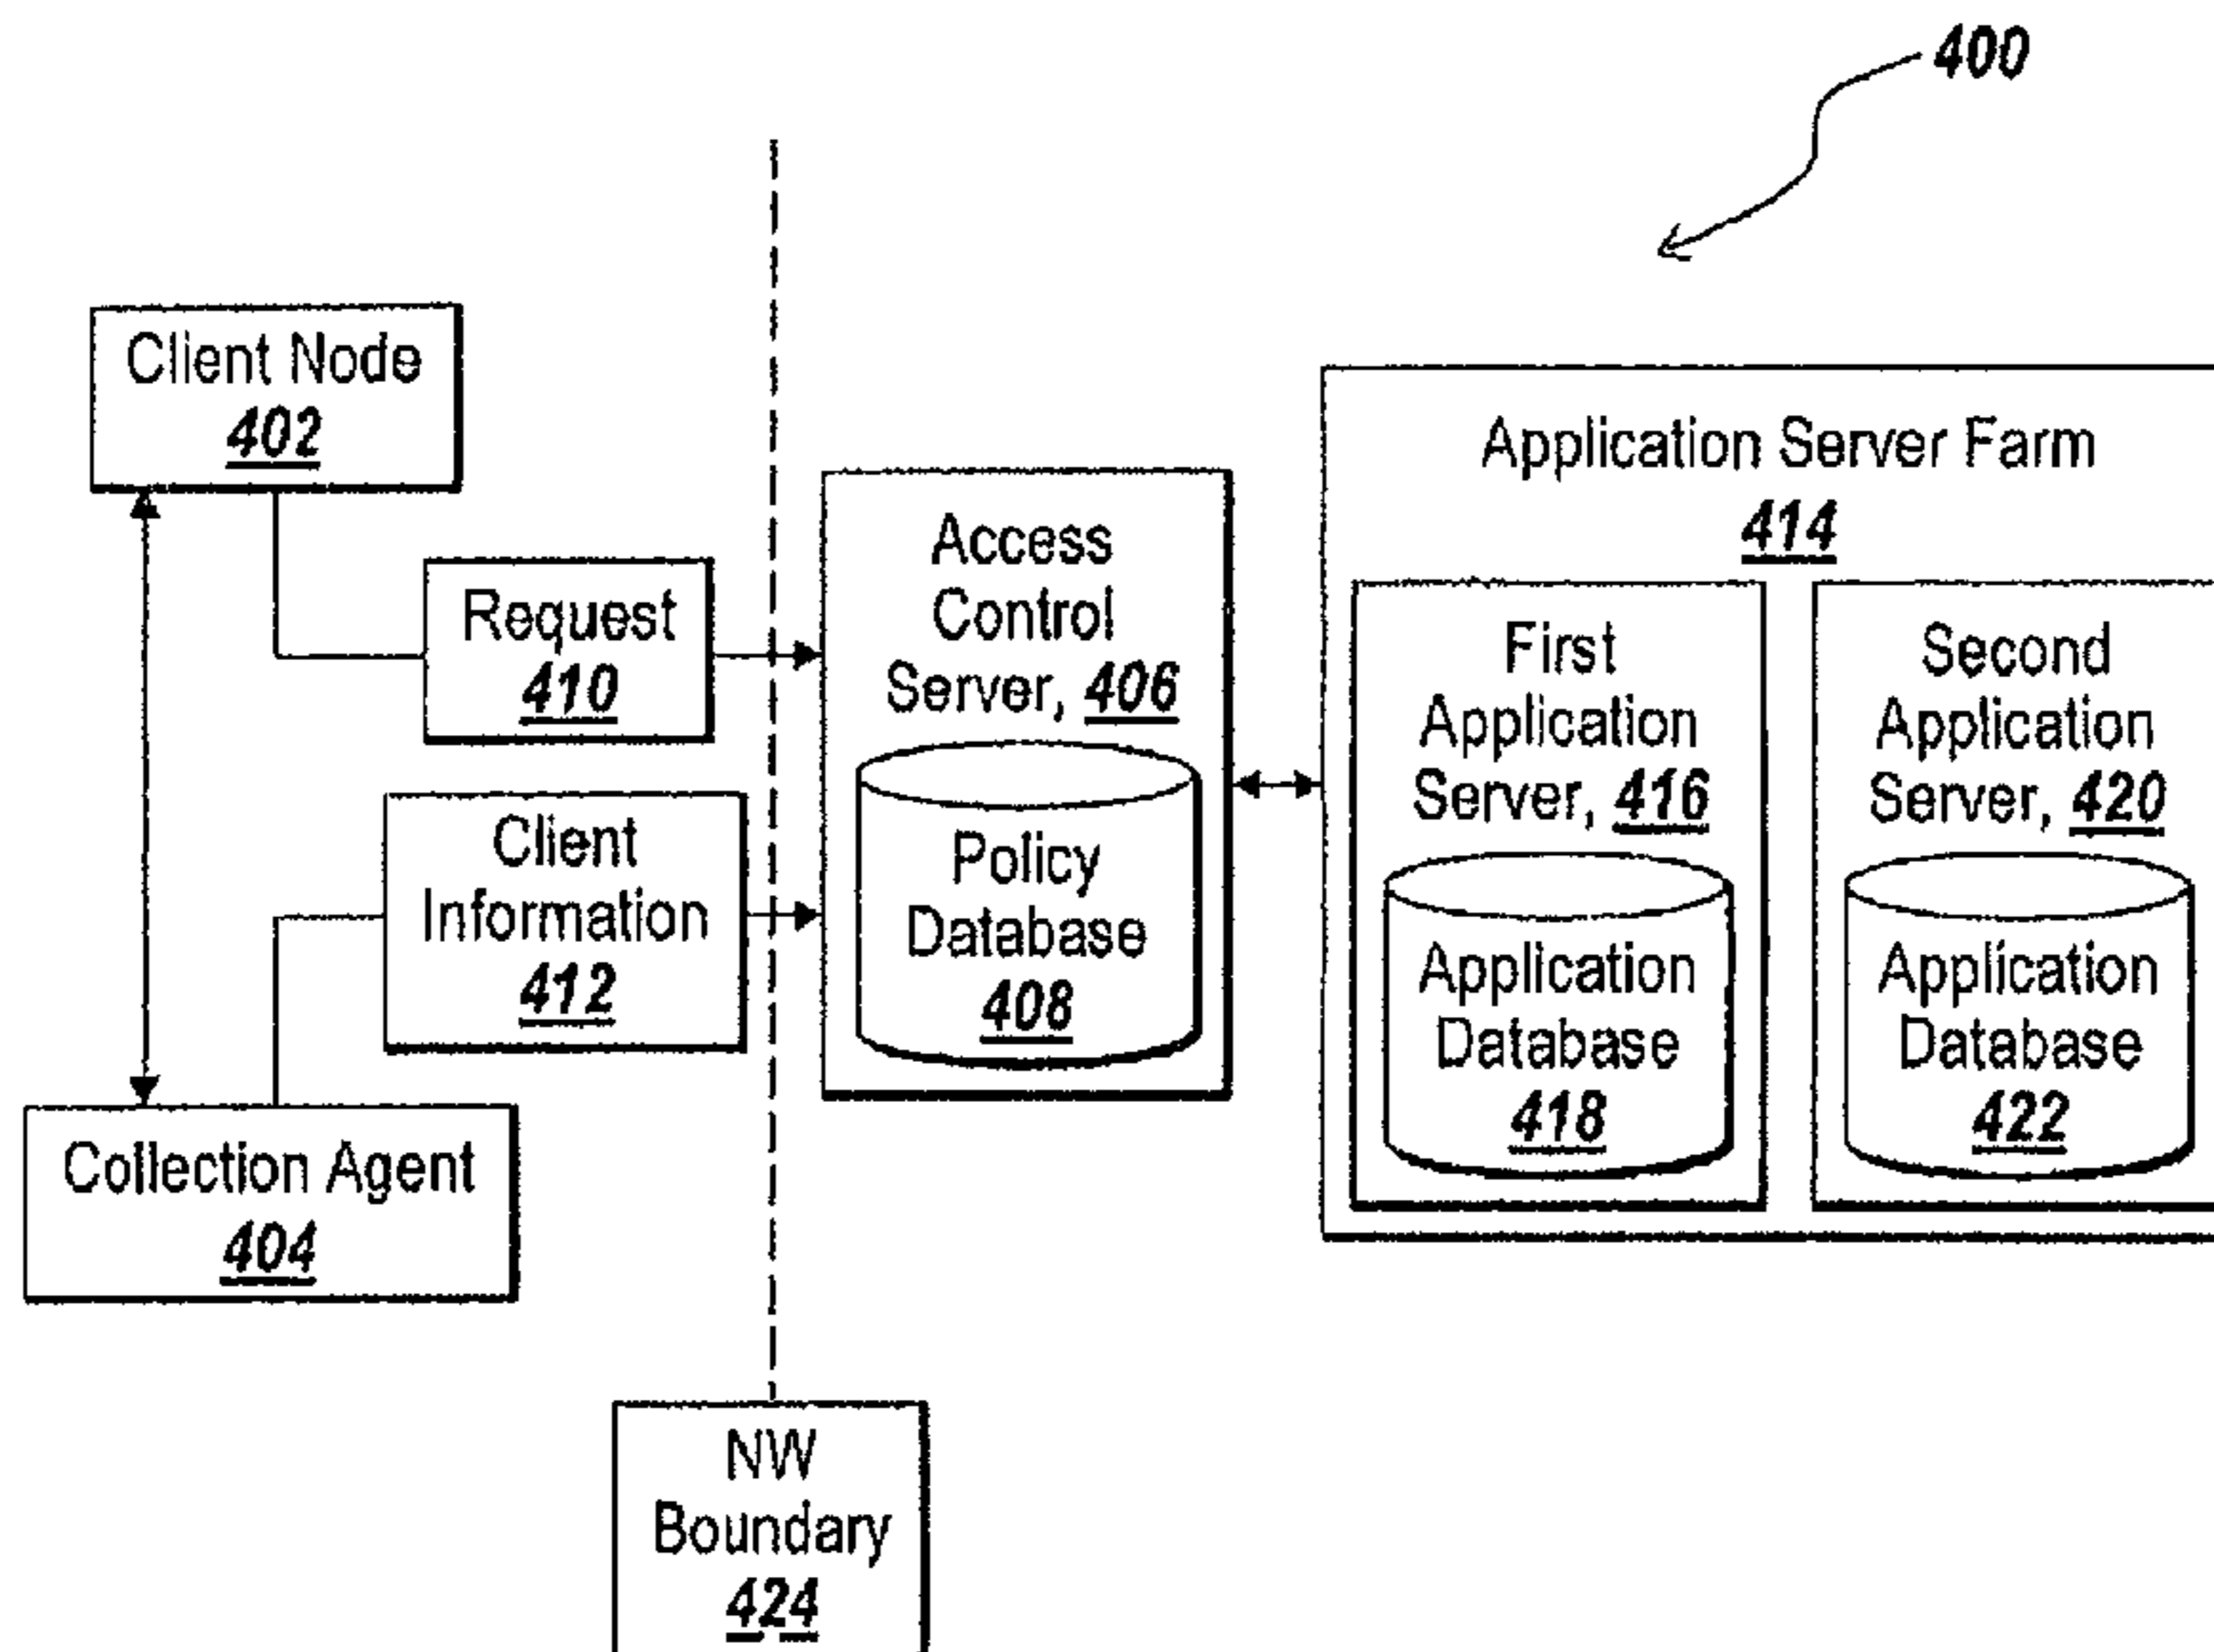 400
Client Node
402
Request
410
Client
Information
412
Collection Agent
404
NW
Boundary
424
Access
Control
Server, 406
Policy
Database
408
Application Server Farm
414
First
Application
Server, 416
Application
Database
418
Second
Application
Server, 420
Application
Database
422